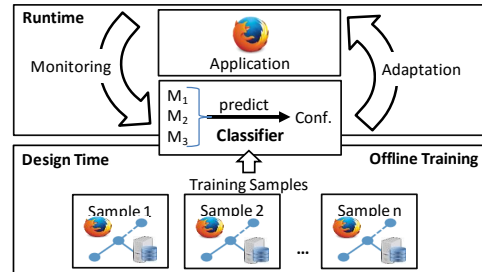 Runtime
Monitoring
Application
Adaptation
M1
M2
M3
predict
Conf.
Classifier
Design Time
Offline Training
Training Samples
Sample 1
Sample 2
Sample n
...